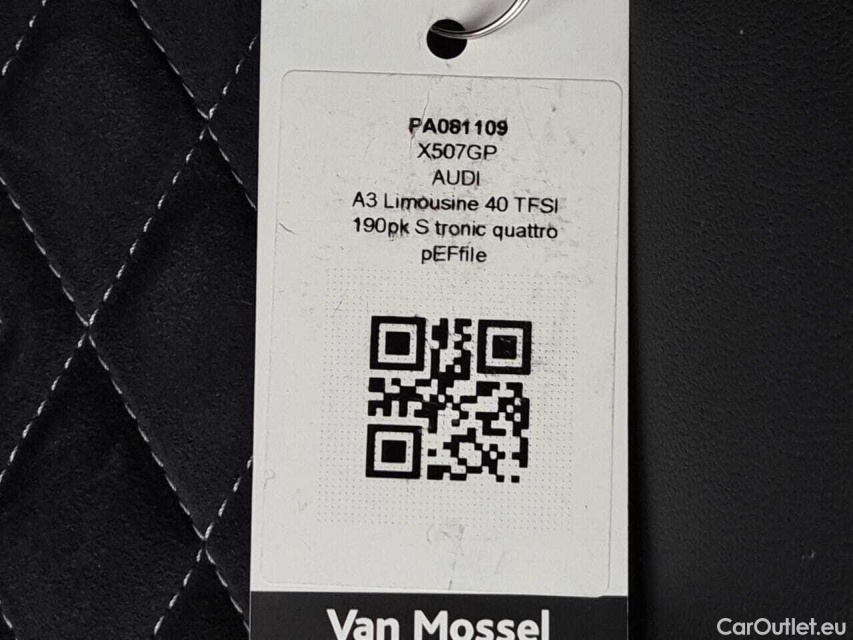 PA081109
X507GP
AUDI
A3 Limousine 40 TFSI
190pk S tronic quattro
pEFfile
Van Mossel
CarOutlet.eu